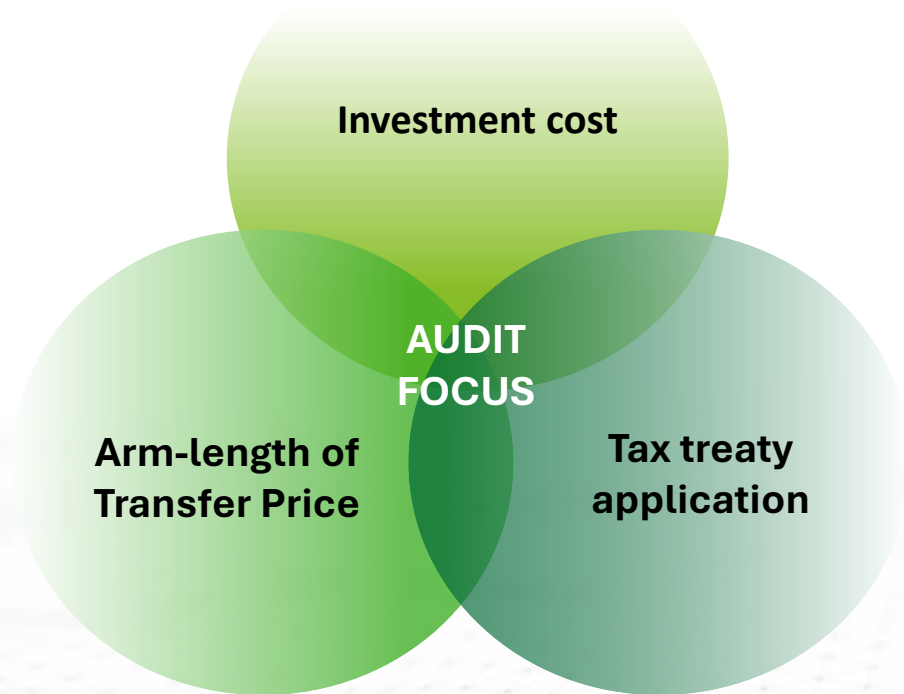 Investment cost
AUDIT
FOCUS
Arm-length of
Transfer Price
Tax treaty
application